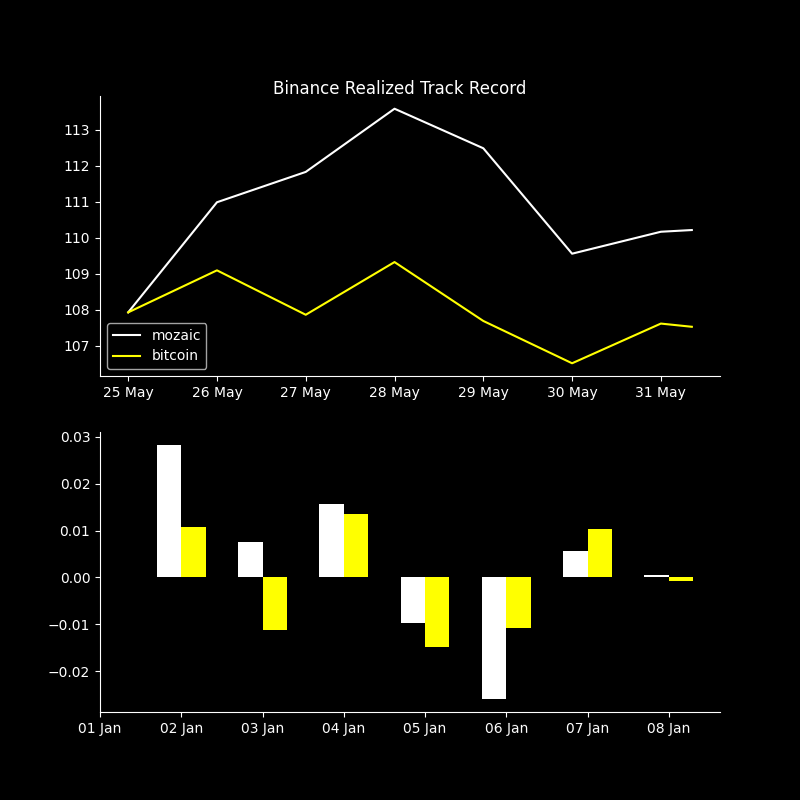 Binance Realized Track Record
113
112
111
110
109
108
107
mozaic
bitcoin
25 May 26 May 27 May 28 May 29 May 30 May 31 May
0.03
0.02
0.01
0.00
−0.01
−0.02
01 Jan 02 Jan 03 Jan 04 Jan 05 Jan 06 Jan 07 Jan 08 Jan